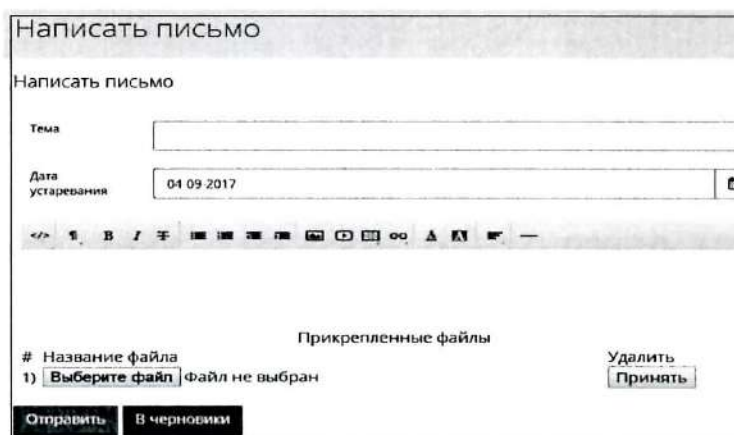 Написать письмо
Написать письмо
Тема
Дата устаревания 04-09-2017
</> ¶ B I T
Прикрепленные файлы
# Название файла Удалить
1) Выберите файл Файл не выбран Принять
Отправить В черновики